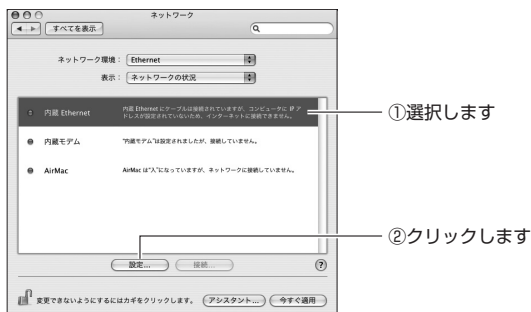 ネットワーク
すべてを表示
ネットワーク環境： Ethernet
表示： ネットワークの状況
内蔵 Ethernet
内蔵 Ethernet にケーブルは接続されていますが、コンピュータに IP ア
ドレスが設定されていないため、インターネットに接続できません。
①選択します
内蔵モデム
"内蔵モデム"は設定されましたが、接続していません。
AirMac
AirMac は"入"になっていますが、ネットワークに接続していません。
②クリックします
設定...
接続...
?
変更できないようにするにはカギをクリックします。
アシスタント...
今すぐ適用